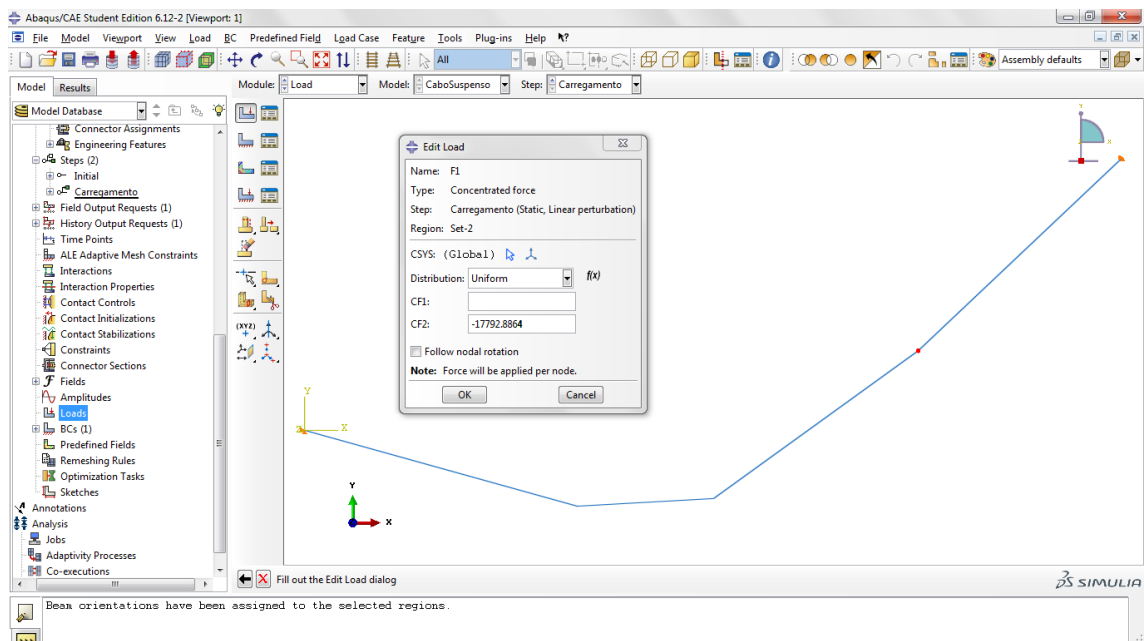 Abaqus/CAE Student Edition 6.12-2 [Viewport: 1]
File Model Viewport View Load BC Predefined Field Load Case Feature Tools Plug-ins Help
All
Assembly defaults
Model Results
Module: Load Model: CaboSuspenso Step: Carregamento
Model Database
Connector Assignments
Engineering Features
Steps (2)
Initial
Carregamento
Field Output Requests (1)
History Output Requests (1)
Time Points
ALE Adaptive Mesh Constraints
Interactions
Interaction Properties
Contact Controls
Contact Initializations
Contact Stabilizations
Constraints
Connector Sections
Fields
Amplitudes
Loads
BCs (1)
Predefined Fields
Remeshing Rules
Optimization Tasks
Sketches
Annotations
Analysis
Jobs
Adaptivity Processes
Co-executions
(XYZ)
Edit Load
Name: F1
Type: Concentrated force
Step: Carregamento (Static, Linear perturbation)
Region: Set-2
CSYS: (Global)
Distribution: Uniform f(x)
CF1:
CF2: -17792.8864
Follow nodal rotation
Note: Force will be applied per node.
OK Cancel
Y
X
Z
Y
X
Y
X
Fill out the Edit Load dialog
SIMULIA
Beam orientations have been assigned to the selected regions.
>>>